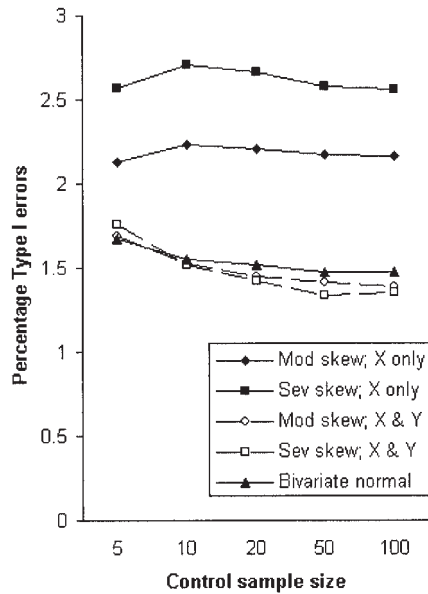 Percentage Type I errors
3
2.5
2
1.5
1
0.5
0
Mod skew; X only
Sev skew; X only
Mod skew; X & Y
Sev skew; X & Y
Bivariate normal
5 10 20 50 100
Control sample size